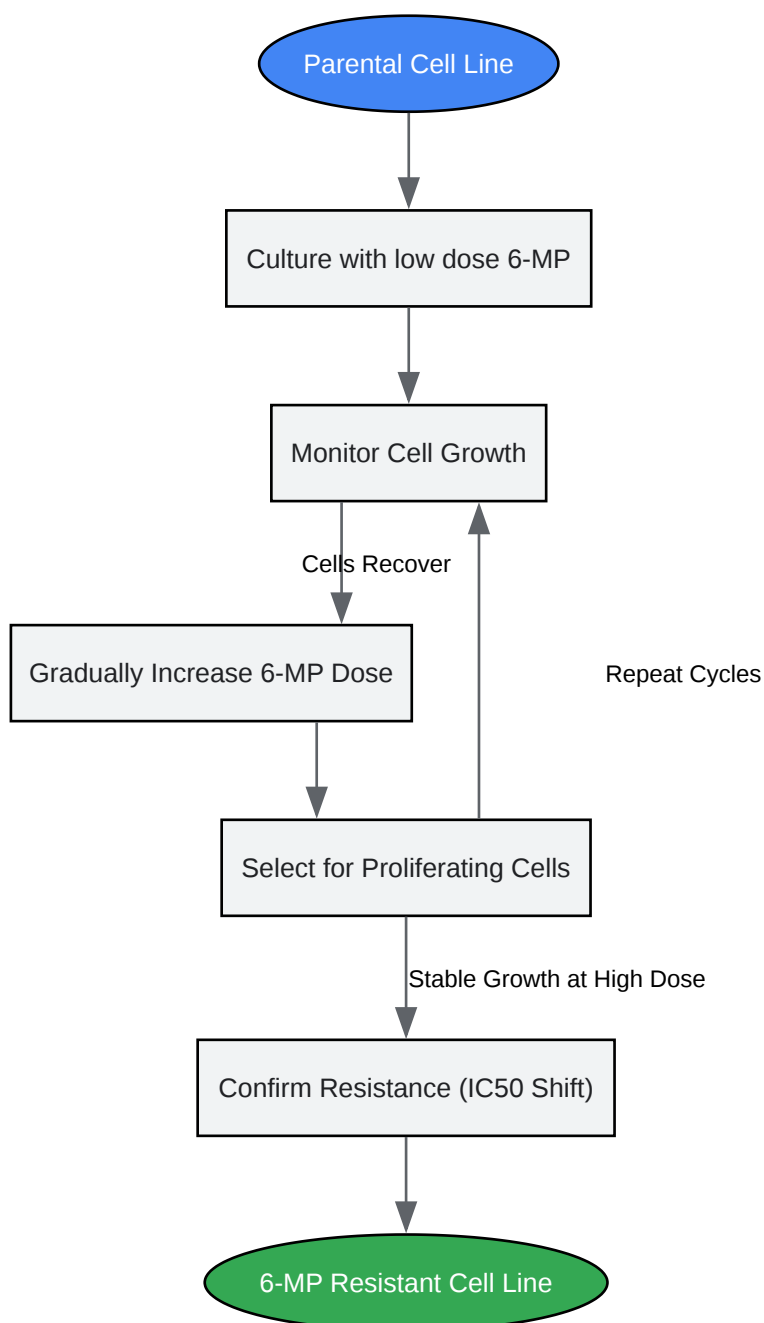 Parental Cell Line
Culture with low dose 6-MP
Monitor Cell Growth
Cells Recover
Gradually Increase 6-MP Dose
Repeat Cycles
Select for Proliferating Cells
Stable Growth at High Dose
Confirm Resistance (IC50 Shift)
6-MP Resistant Cell Line